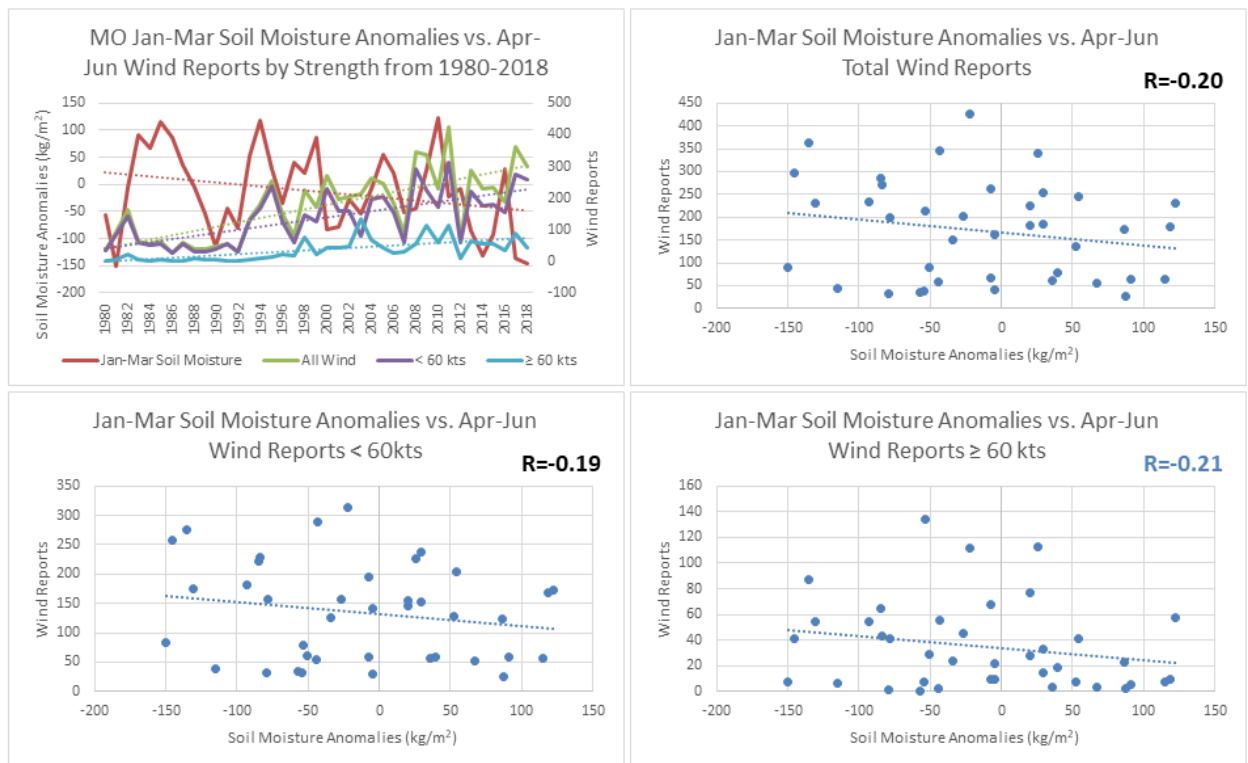 MO Jan-Mar Soil Moisture Anomalies vs. Apr-
Jun Wind Reports by Strength from 1980-2018
Soil Moisture Anomalies (kg/m²)
150
100
50
0
-50
-100
-150
-200
500
400
300
200
100
0
-100
Wind Reports
1980
1982
1984
1986
1988
1990
1992
1994
1996
1998
2000
2002
2004
2006
2008
2010
2012
2014
2016
2018
Jan-Mar Soil Moisture All Wind < 60 kts ≥ 60 kts
Jan-Mar Soil Moisture Anomalies vs. Apr-Jun
Total Wind Reports
R=-0.20
Wind Reports
450
400
350
300
250
200
150
100
50
0
-200 -150 -100 -50 0 50 100 150
Soil Moisture Anomalies (kg/m²)
Jan-Mar Soil Moisture Anomalies vs. Apr-Jun
Wind Reports < 60kts
R=-0.19
Wind Reports
350
300
250
200
150
100
50
0
-200 -150 -100 -50 0 50 100 150
Soil Moisture Anomalies (kg/m²)
Jan-Mar Soil Moisture Anomalies vs. Apr-Jun
Wind Reports ≥ 60 kts
R=-0.21
Wind Reports
160
140
120
100
80
60
40
20
0
-200 -150 -100 -50 0 50 100 150
Soil Moisture Anomalies (kg/m²)